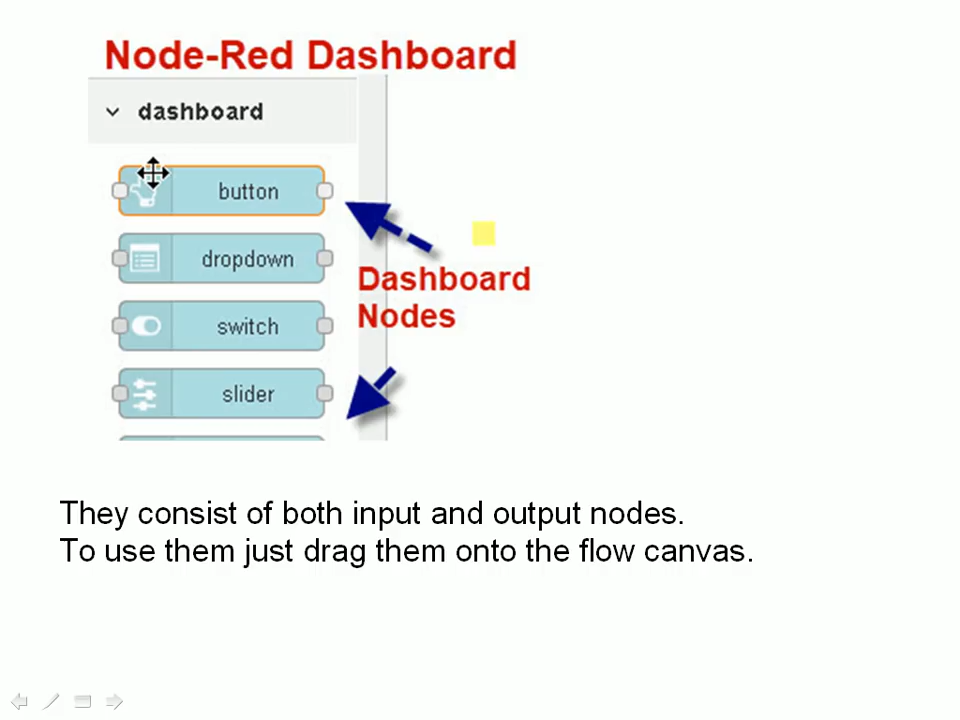 Node-Red Dashboard
dashboard
button
dropdown
Dashboard
Nodes
switch
slider
They consist of both input and output nodes.
To use them just drag them onto the flow canvas.